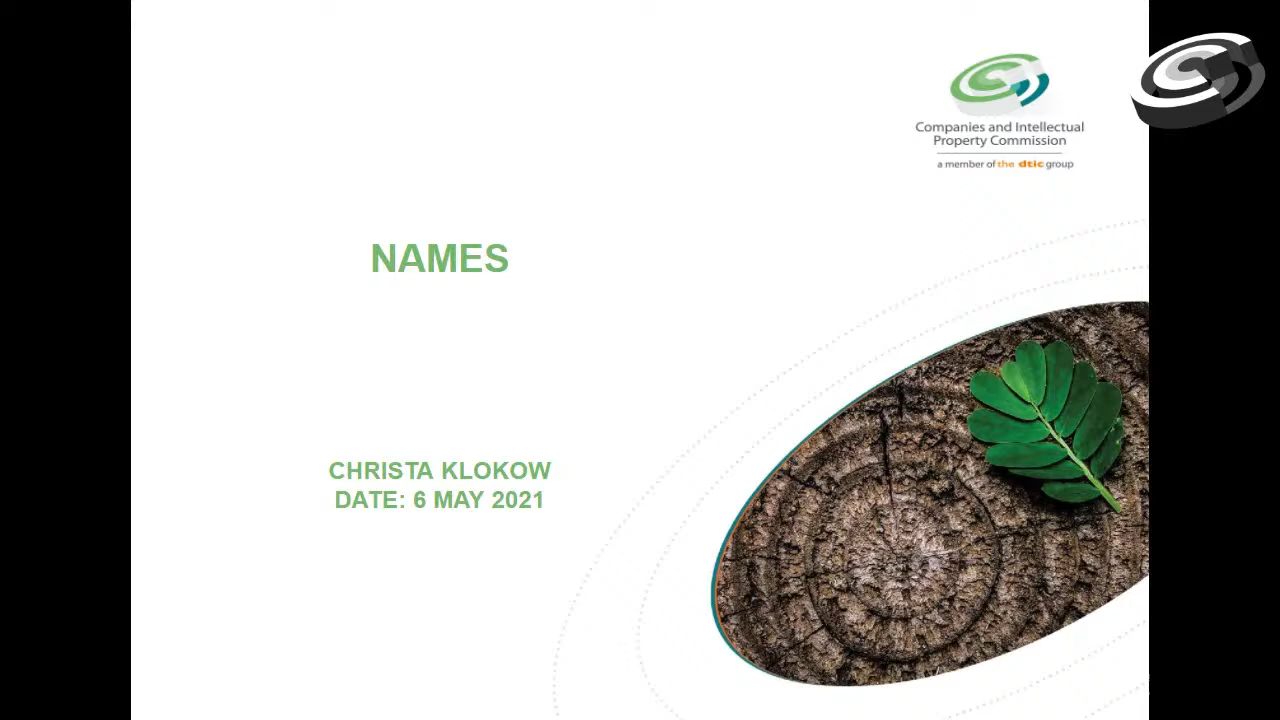 Companies and Intellectual
Property Commission
a member of the dtic group
NAMES
CHRISTA KLOKOW
DATE: 6 MAY 2021